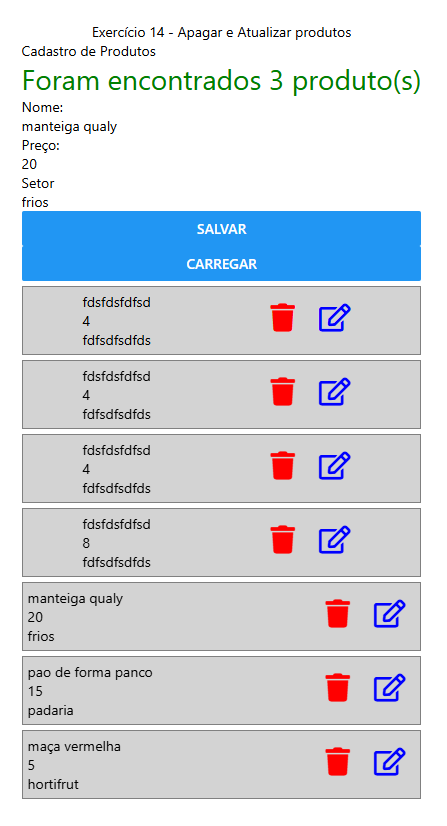 Exercício 14 - Apagar e Atualizar produtos
Cadastro de Produtos
Foram encontrados 3 produto(s)
Nome:
manteiga qualy
Preço:
20
Setor
frios
SALVAR
CARREGAR
fdsfdsfdfsd
4
fdfsdfsdfds
fdsfdsfdfsd
4
fdfsdfsdfds
fdsfdsfdfsd
4
fdfsdfsdfds
fdsfdsfdfsd
8
fdfsdfsdfds
manteiga qualy
20
frios
pao de forma panco
15
padaria
maça vermelha
5
hortifrut